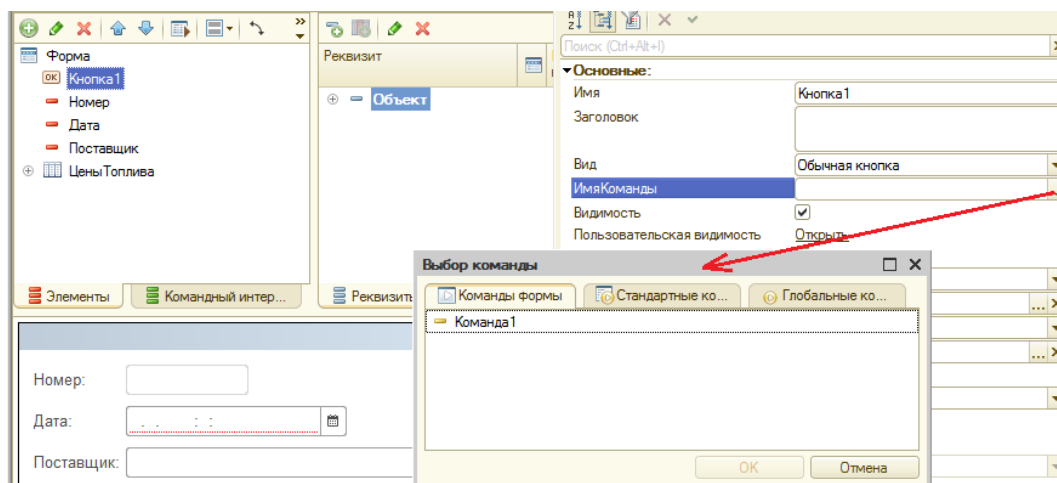 Форма
OK Кнопка1
Номер
Дата
Поставщик
ЦеныТоплива
Элементы
Командный интер...
Реквизит
Объект
Реквизиты
Поиск (Ctrl+Alt+I)
Основные:
Имя Кнопка1
Заголовок
Вид Обычная кнопка
ИмяКоманды
Видимость
Пользовательская видимость Открыть
Выбор команды
Команды формы Стандартные ко... Глобальные ко...
Команда1
OK Отмена
Номер:
Дата: . . : :
Поставщик: